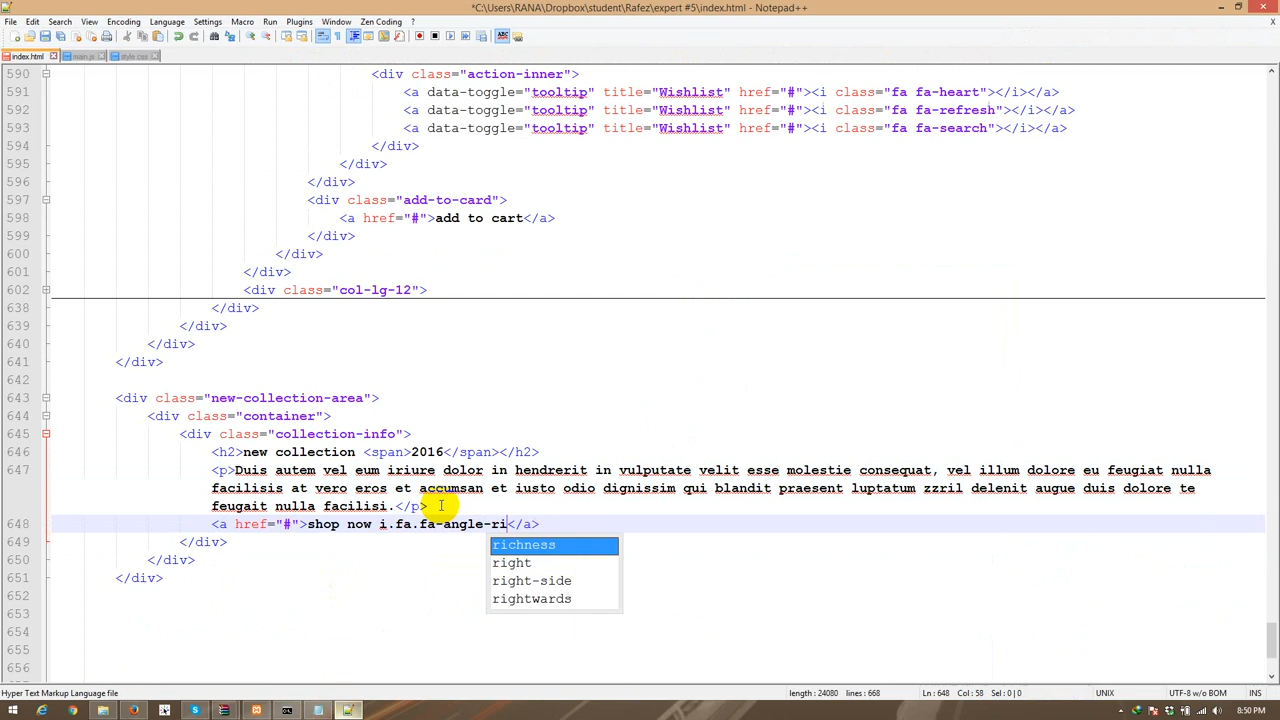 *C:\Users\RANA\Dropbox\student\Rafez\expert #5\index.html - Notepad++
File Edit Search View Encoding Language Settings Macro Run Plugins Window Zen Coding ? X
index.html main.js style.css
590 <div class="action-inner">
591 <a data-toggle="tooltip" title="Wishlist" href="#"><i class="fa fa-heart"></i></a>
592 <a data-toggle="tooltip" title="Wishlist" href="#"><i class="fa fa-refresh"></i></a>
593 <a data-toggle="tooltip" title="Wishlist" href="#"><i class="fa fa-search"></i></a>
594 </div>
595 </div>
596 </div>
597 <div class="add-to-card">
598 <a href="#">add to cart</a>
599 </div>
600 </div>
601 </div>
602 <div class="col-lg-12">
638 </div>
639 </div>
640 </div>
641 </div>
642
643 <div class="new-collection-area">
644 <div class="container">
645 <div class="collection-info">
646 <h2>new collection <span>2016</span></h2>
647 <p>Duis autem vel eum iriure dolor in hendrerit in vulputate velit esse molestie consequat, vel illum dolore eu feugiat nulla
facilisis at vero eros et accumsan et iusto odio dignissim qui blandit praesent luptatum zzril delenit augue duis dolore te
feugait nulla facilisi.</p>
648 <a href="#">shop now i.fa.fa-angle-ri</a>
649 </div>
richness
650 </div>
right
651 </div>
right-side
652
rightwards
653
654
655
656
Hyper Text Markup Language file length : 24080 lines : 668 Ln : 648 Col : 58 Sel : 0 | 0 UNIX UTF-8 w/o BOM INS
8:50 PM